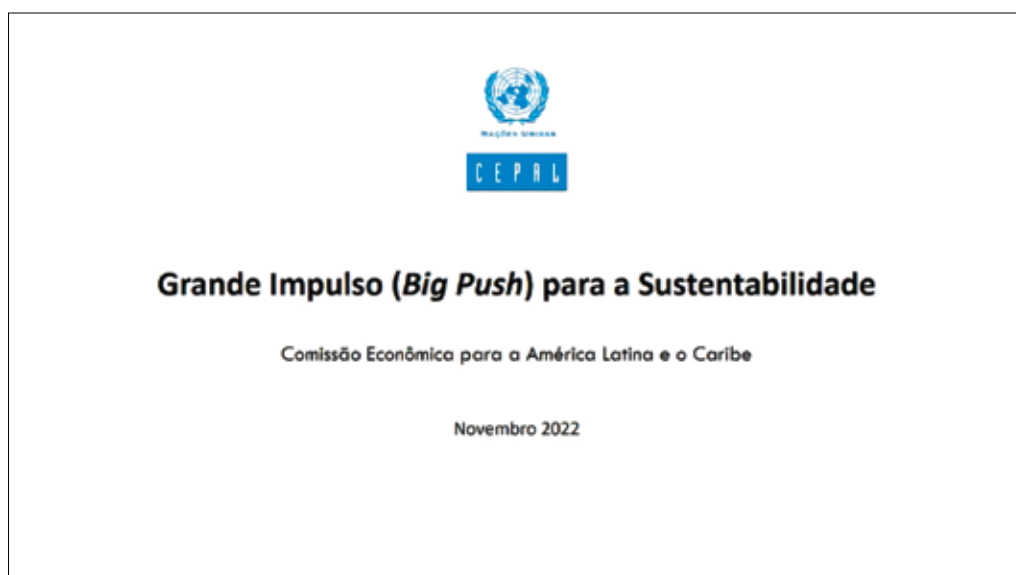 NAÇÕES UNIDAS
CEPAL
Grande Impulso (Big Push) para a Sustentabilidade
Comissão Econômica para a América Latina e o Caribe
Novembro 2022